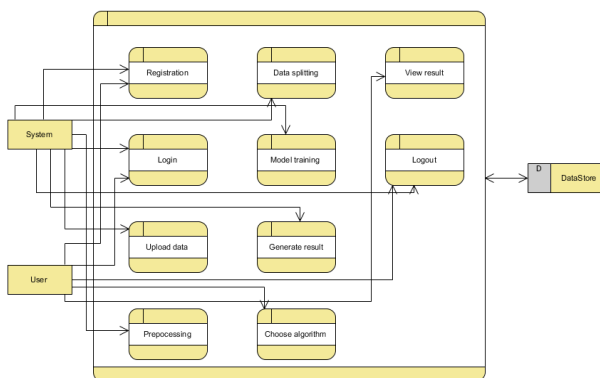 Registration
Data splitting
View result
System
Login
Model training
Logout
D
DataStore
Upload data
Generate result
User
Prepocessing
Choose algorithm